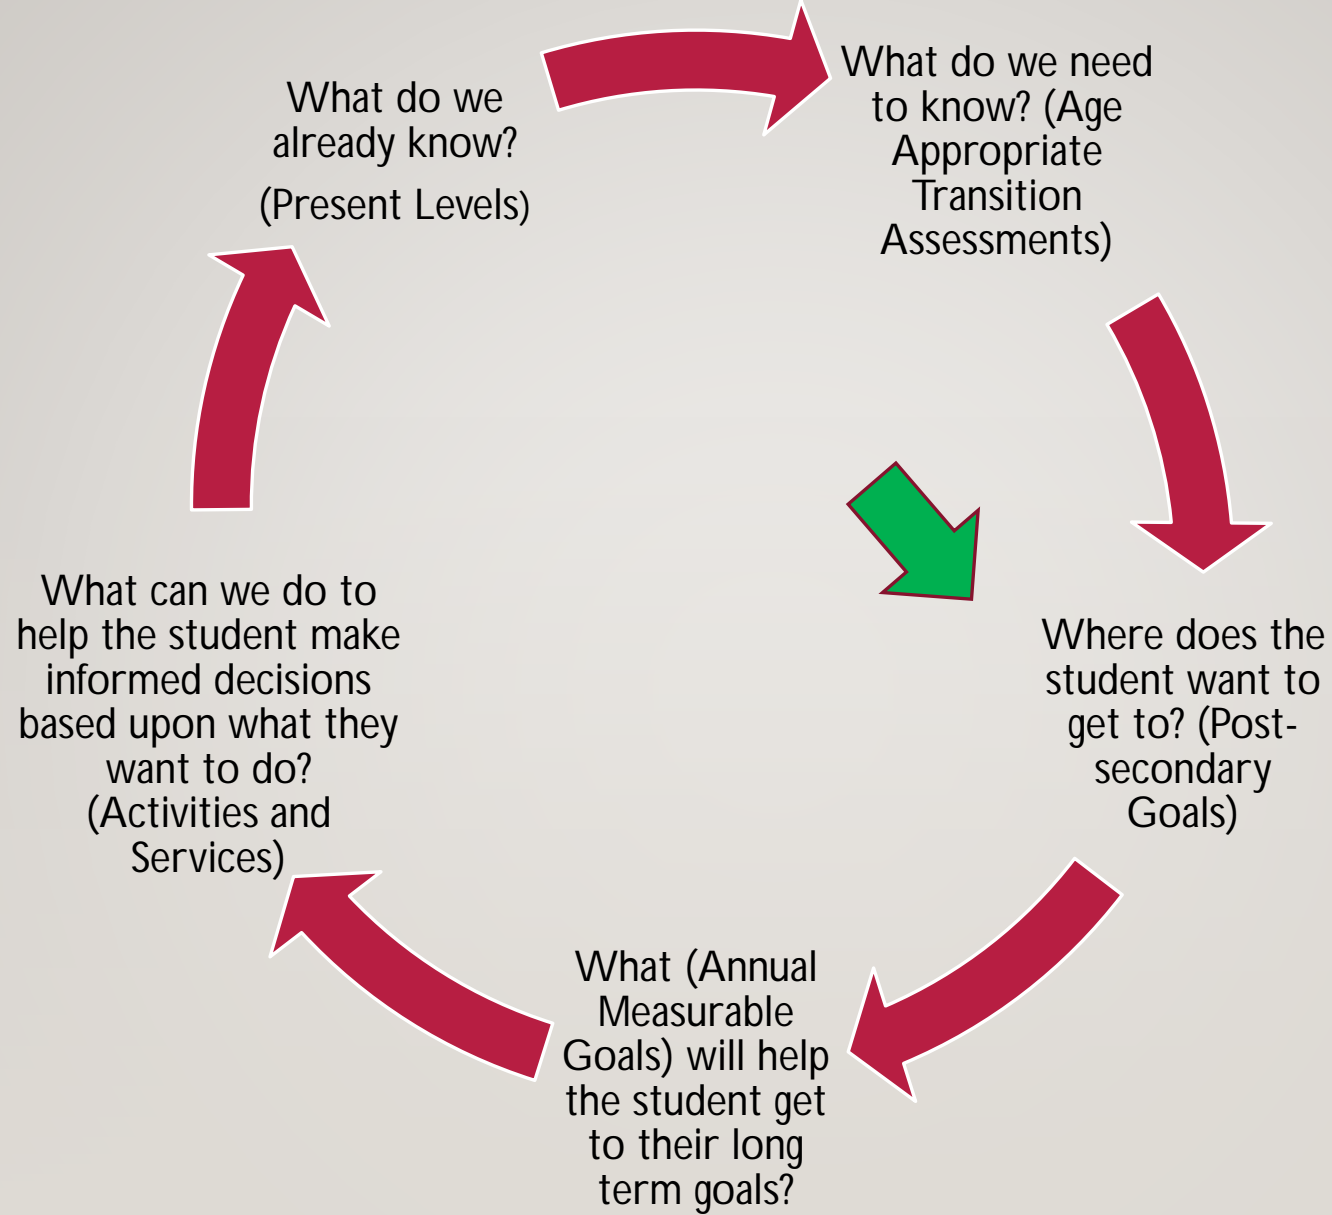 What do we
already know?
(Present Levels)
What do we need
to know? (Age
Appropriate
Transition
Assessments)
Where does the
student want to
get to? (Post-
secondary
Goals)
What (Annual
Measurable
Goals) will help
the student get
to their long
term goals?
What can we do to
help the student make
informed decisions
based upon what they
want to do?
(Activities and
Services)